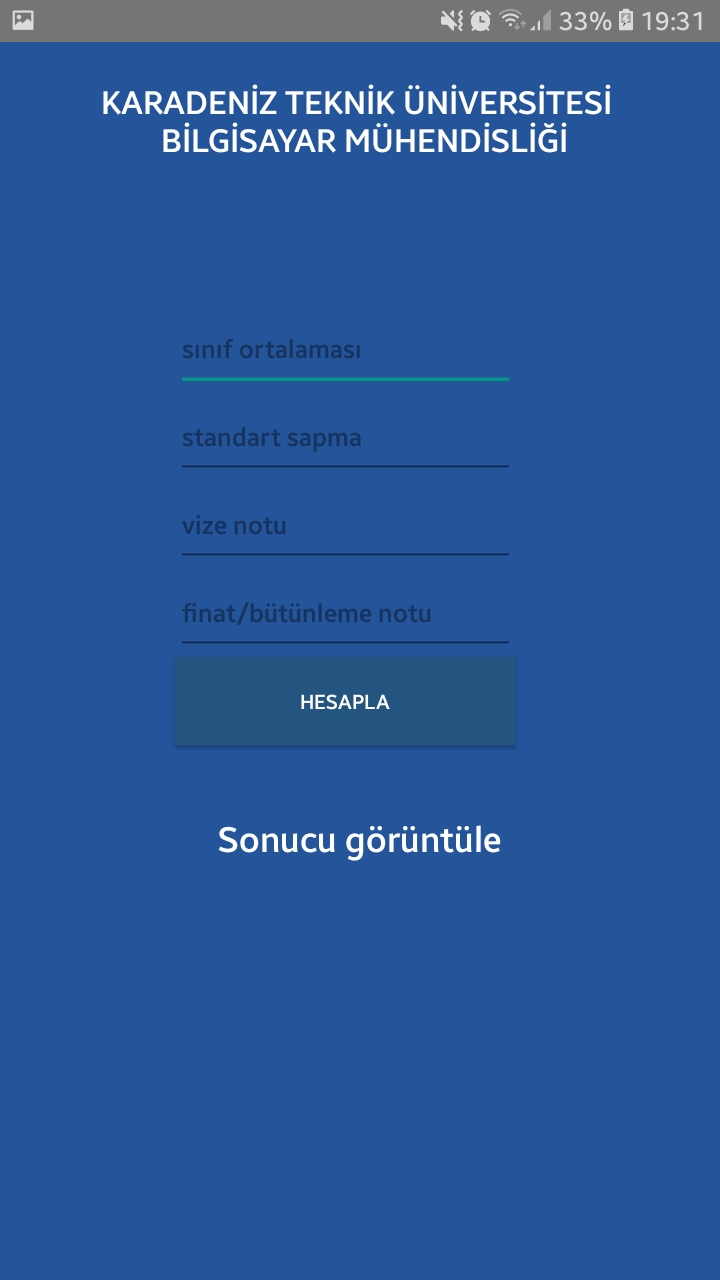 33% 19:31
KARADENİZ TEKNİK ÜNİVERSİTESİ
BİLGİSAYAR MÜHENDİSLİĞİ
sınıf ortalaması
standart sapma
vize notu
finat/bütünleme notu
HESAPLA
Sonucu görüntüle